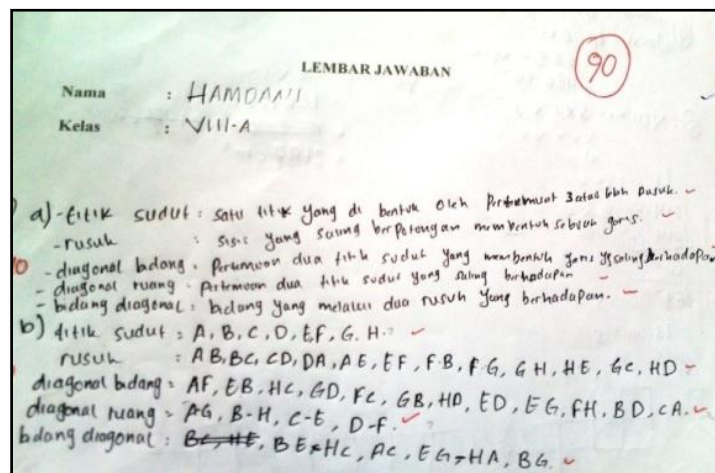 LEMBAR JAWABAN
90
Nama : HAMDANI
Kelas : VIII-A
a) - titik sudut : satu titik yang di bentuk oleh 3 atau lebih rusuk.
- rusuk : sisi yang saling berpotongan membentuk sebuah garis.
- diagonal bidang : Pertemuan dua titik sudut yang membentuk garis yg saling berhadapan
- diagonal ruang : Pertemuan dua titik sudut yang saling berhadapan
- bidang diagonal : bidang yang melalui dua rusuk yang berhadapan.
b) titik sudut : A, B, C, D, E, F, G, H.
rusuk : AB, BC, CD, DA, AE, EF, FB, FG, GH, HE, GC, HD
diagonal bidang = AF, EB, HC, GD, FC, GB, HD, ED, EG, FH, BD, CA.
diagonal ruang = AG, B-H, C-E, D-F.
bidang diagonal : BE HC, AC, EG HA, BG.